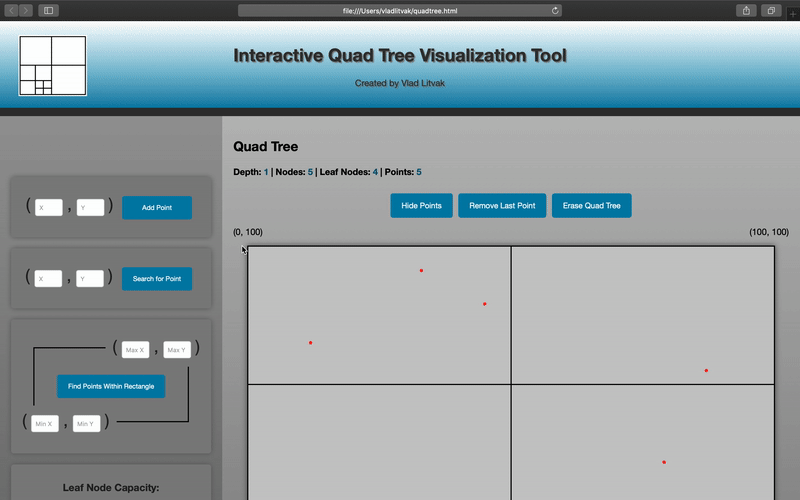 file:///Users/vladlitvak/quadtree.html
Interactive Quad Tree Visualization Tool
Created by Vlad Litvak
Quad Tree
Depth: 1 | Nodes: 5 | Leaf Nodes: 4 | Points: 5
Hide Points
Remove Last Point
Erase Quad Tree
(0, 100)
(100, 100)
( X , Y )
Add Point
( X , Y )
Search for Point
( Max X , Max Y )
Find Points Within Rectangle
( Min X , Min Y )
Leaf Node Capacity: